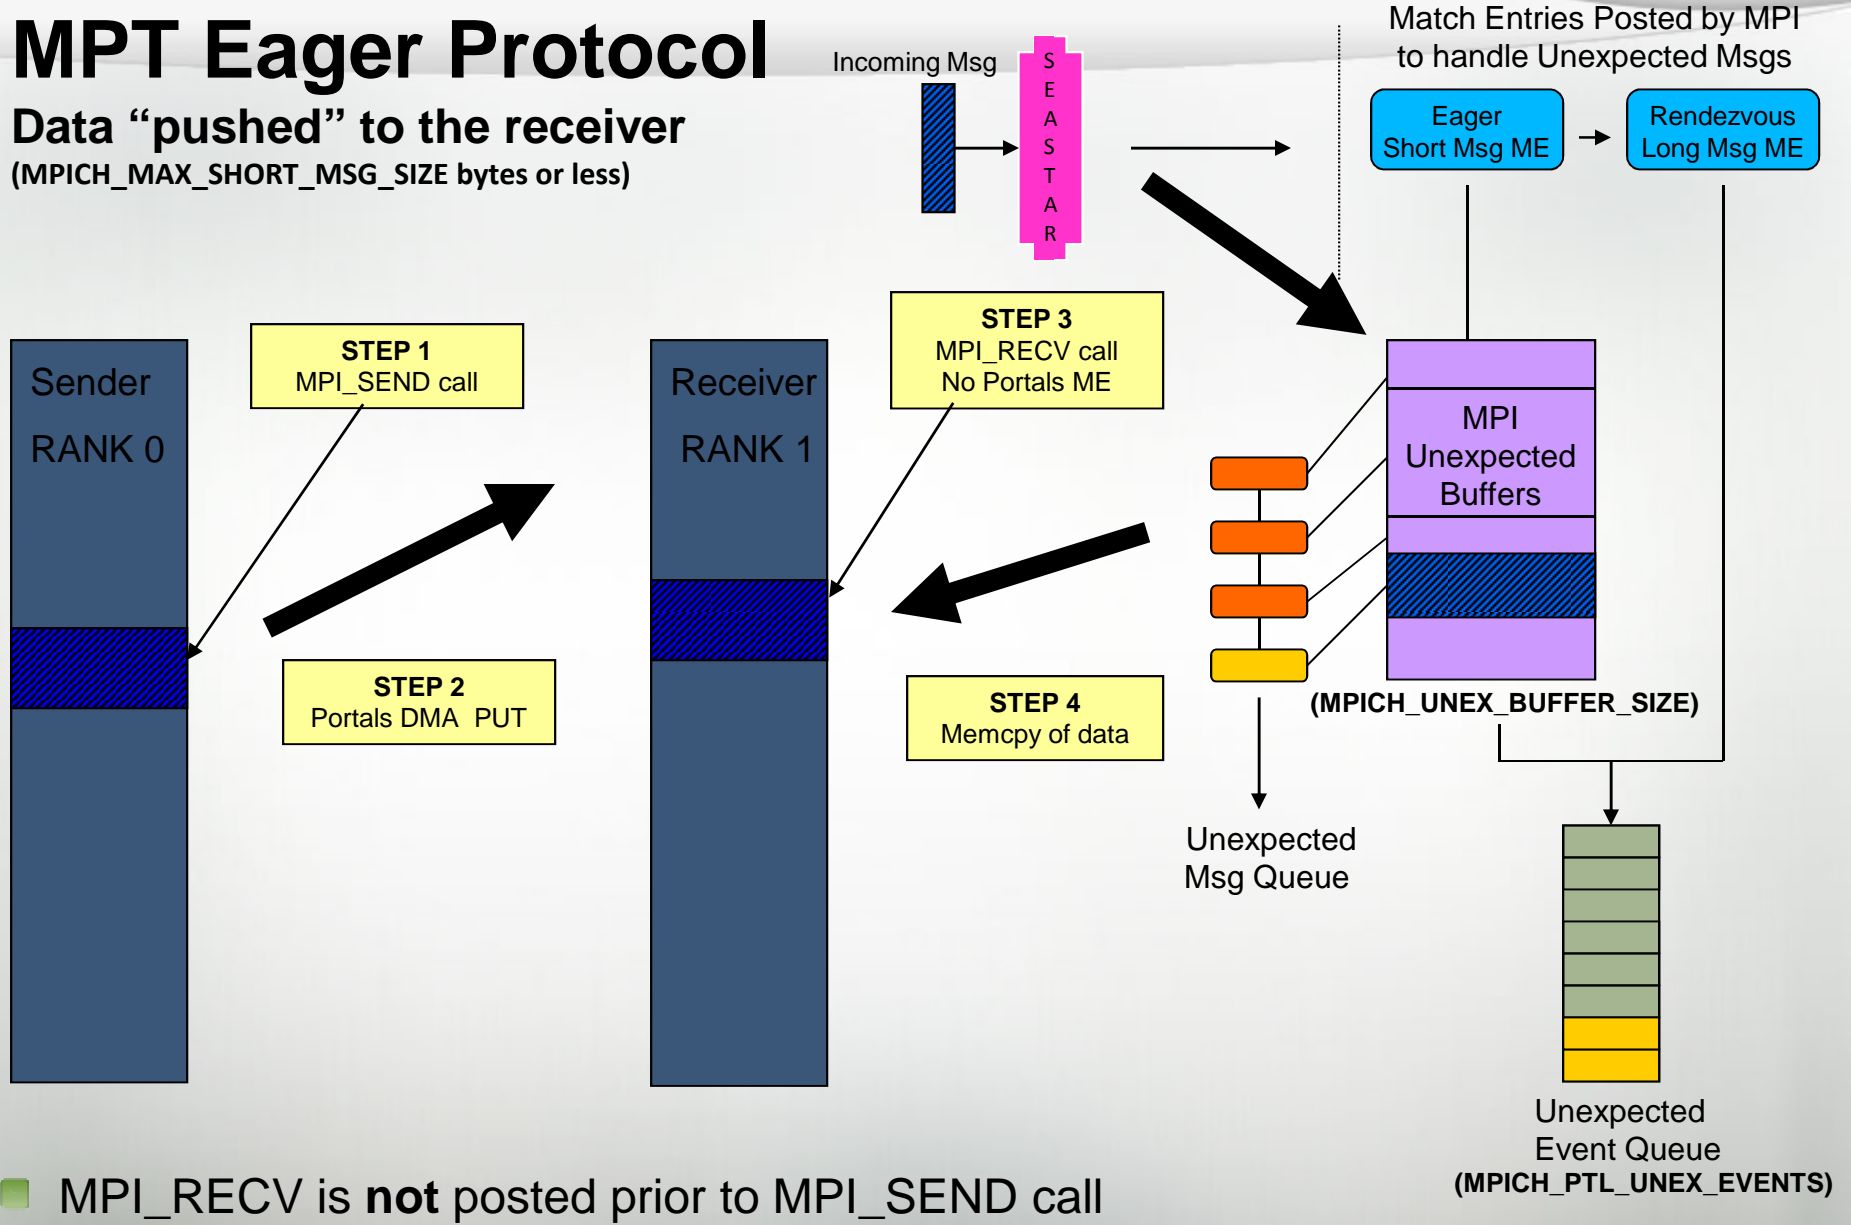 MPT Eager Protocol
Data “pushed” to the receiver
(MPICH_MAX_SHORT_MSG_SIZE bytes or less)
Incoming Msg
SEASTAR
Match Entries Posted by MPI
to handle Unexpected Msgs
Eager
Short Msg ME
Rendezvous
Long Msg ME
STEP 1
MPI_SEND call
STEP 3
MPI_RECV call
No Portals ME
Sender
RANK 0
Receiver
RANK 1
MPI
Unexpected
Buffers
STEP 2
Portals DMA  PUT
STEP 4
Memcpy of data
(MPICH_UNEX_BUFFER_SIZE)
Unexpected
Msg Queue
Unexpected
Event Queue
(MPICH_PTL_UNEX_EVENTS)
MPI_RECV is not posted prior to MPI_SEND call